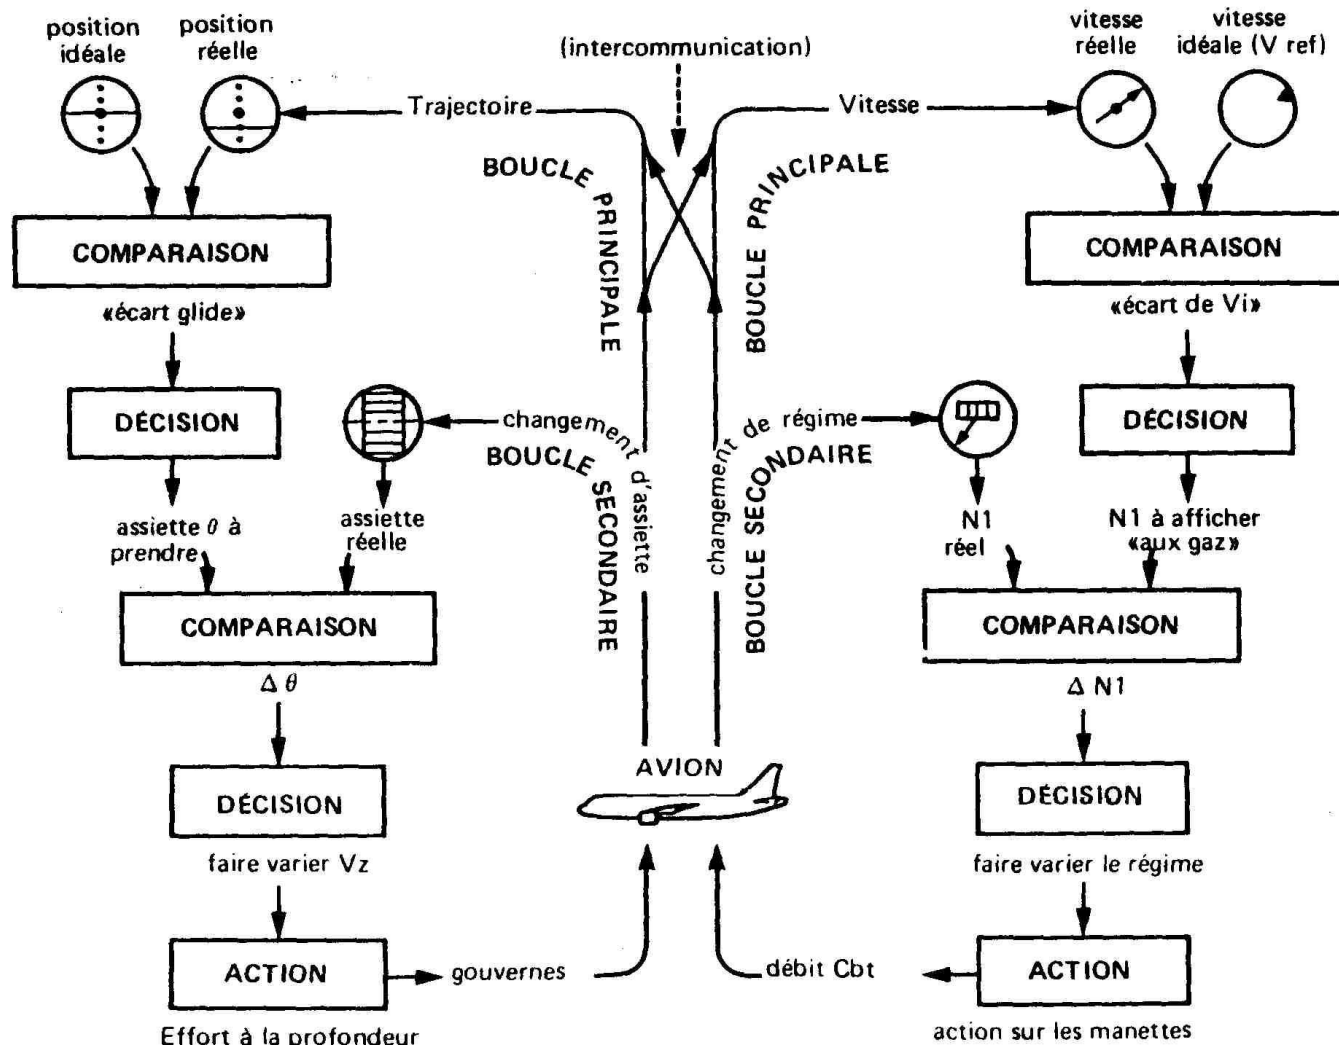 position
idéale
position
réelle
(intercommunication)
vitesse
réelle
vitesse
idéale (V ref)
Trajectoire
Vitesse
BOUCLE PRINCIPALE
BOUCLE PRINCIPALE
COMPARAISON
COMPARAISON
«écart glide»
«écart de Vi»
DÉCISION
DÉCISION
changement d'assiette
BOUCLE SECONDAIRE
changement de régime
BOUCLE SECONDAIRE
assiette θ à
prendre
assiette
réelle
N1
réel
N1 à afficher
«aux gaz»
COMPARAISON
COMPARAISON
Δ θ
Δ N1
AVION
DÉCISION
DÉCISION
faire varier Vz
faire varier le régime
ACTION
gouvernes
débit Cbt
ACTION
Effort à la profondeur
action sur les manettes